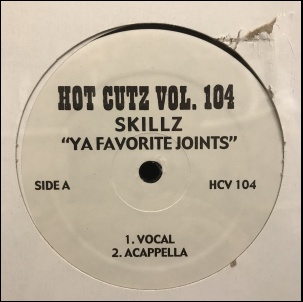 HOT CUTZ VOL. 104
SKILLZ
“YA FAVORITE JOINTS”
SIDE A
HCV 104
1. VOCAL
2. ACAPPELLA